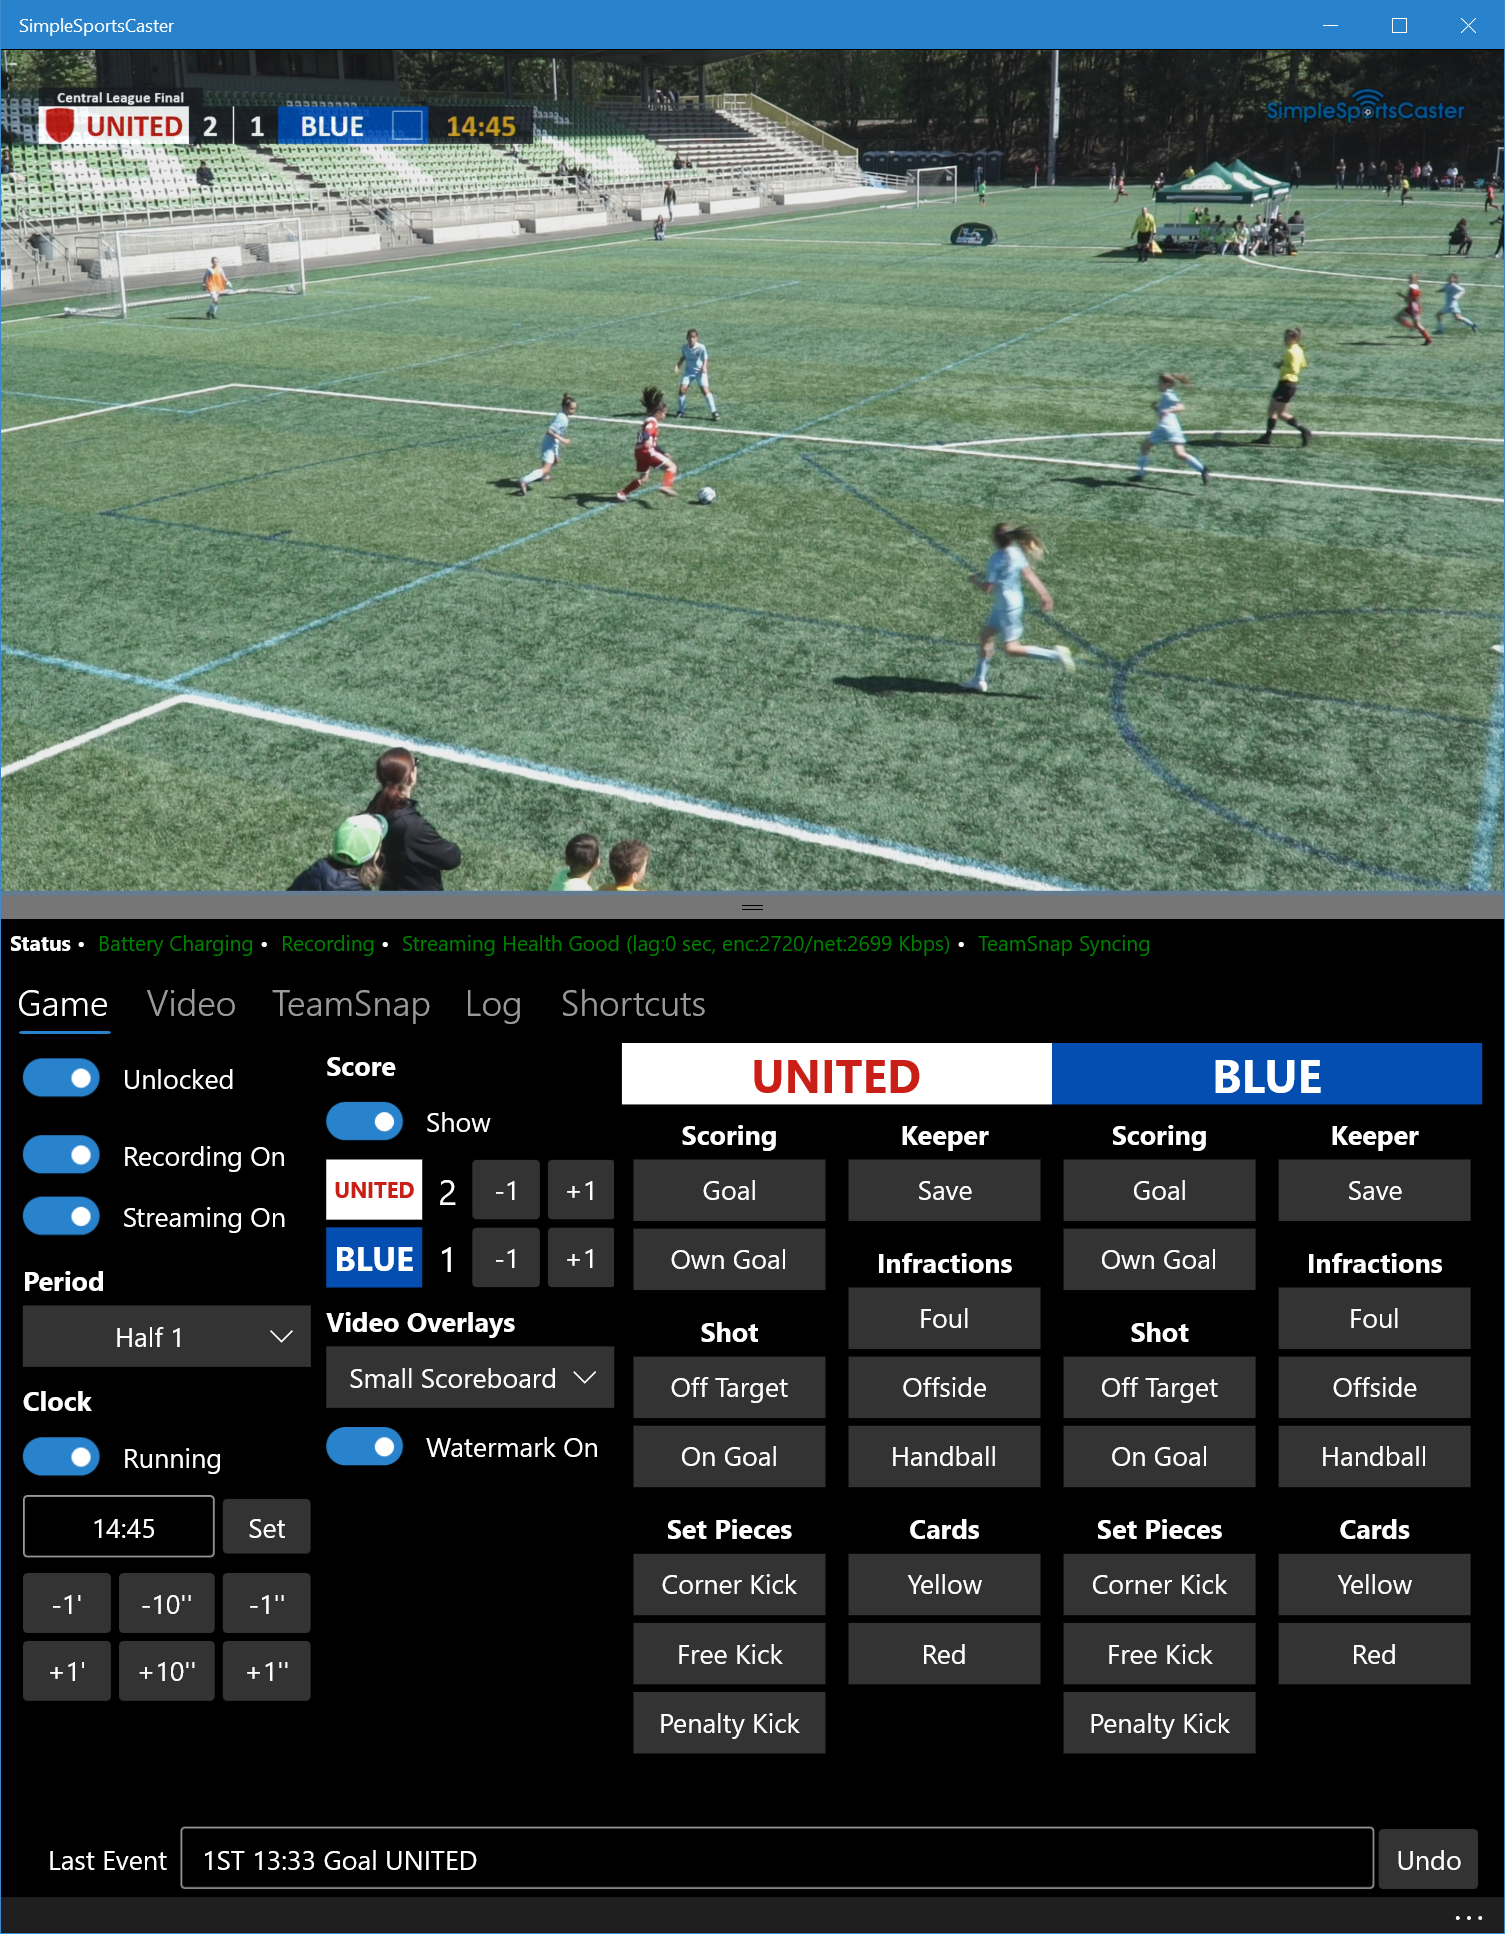 SimpleSportsCaster
Central League Final
UNITED 2 1 BLUE 14:45
SimpleSportsCaster
Status • Battery Charging • Recording • Streaming Health Good (lag:0 sec, enc:2720/net:2699 Kbps) • TeamSnap Syncing
Game Video TeamSnap Log Shortcuts
Unlocked
Recording On
Streaming On
Period
Half 1
Clock
Running
14:45 Set
-1' -10'' -1''
+1' +10'' +1''
Score
Show
UNITED 2 -1 +1
BLUE 1 -1 +1
Video Overlays
Small Scoreboard
Watermark On
UNITED
Scoring
Goal
Own Goal
Shot
Off Target
On Goal
Set Pieces
Corner Kick
Free Kick
Penalty Kick
Keeper
Save
Infractions
Foul
Offside
Handball
Cards
Yellow
Red
BLUE
Scoring
Goal
Own Goal
Shot
Off Target
On Goal
Set Pieces
Corner Kick
Free Kick
Penalty Kick
Keeper
Save
Infractions
Foul
Offside
Handball
Cards
Yellow
Red
Last Event 1ST 13:33 Goal UNITED Undo